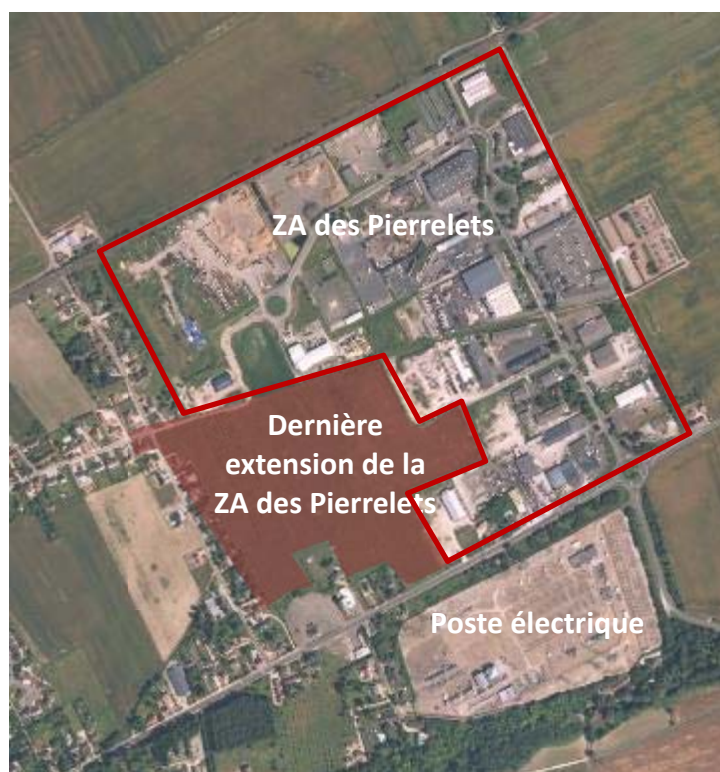 ZA des Pierrelets
Dernière
extension de la
ZA des Pierrelets
Poste électrique